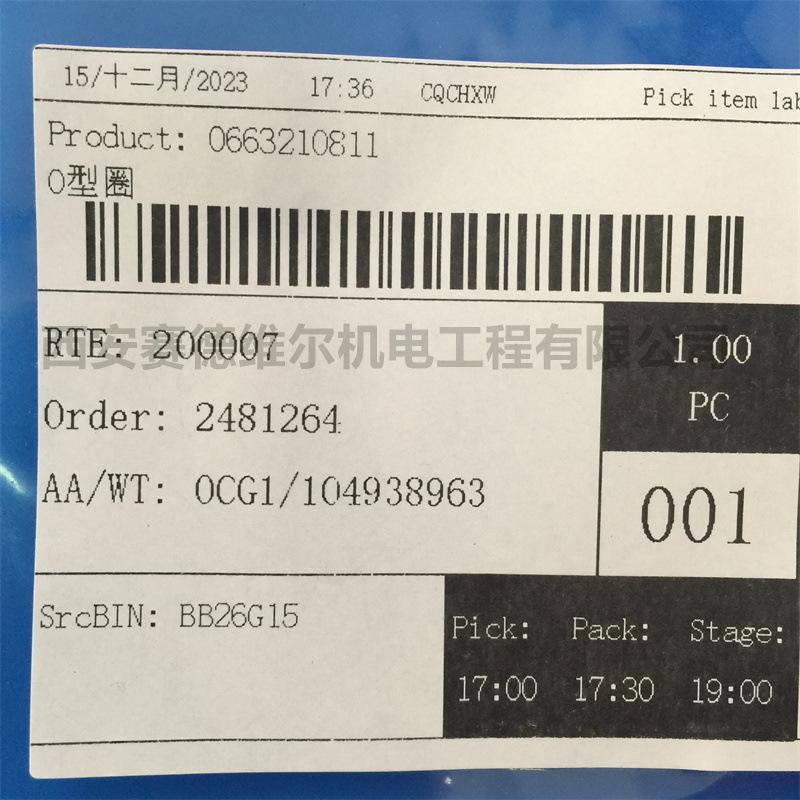 15/十二月/2023 17:36 CQCHXW Pick item lab
Product: 0663210811
O型圈
RTE: 200007
西安赛德维尔机电工程有限公司
1.00
PC
Order: 2481264
AA/WT: OCG1/104938963
001
SrcBIN: BB26G15
Pick: Pack: Stage:
17:00 17:30 19:00